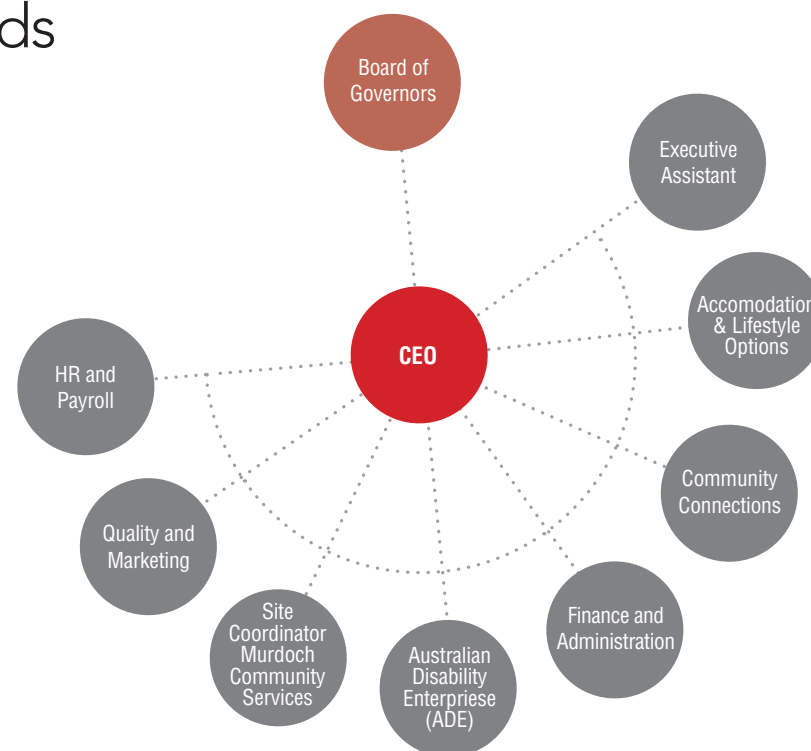 ds
Board of
Governors
Executive
Assistant
Accomodation
& Lifestyle
Options
CEO
HR and
Payroll
Community
Connections
Quality and
Marketing
Site
Coordinator
Murdoch
Community
Services
Finance and
Administration
Australian
Disability
Enterpriese
(ADE)